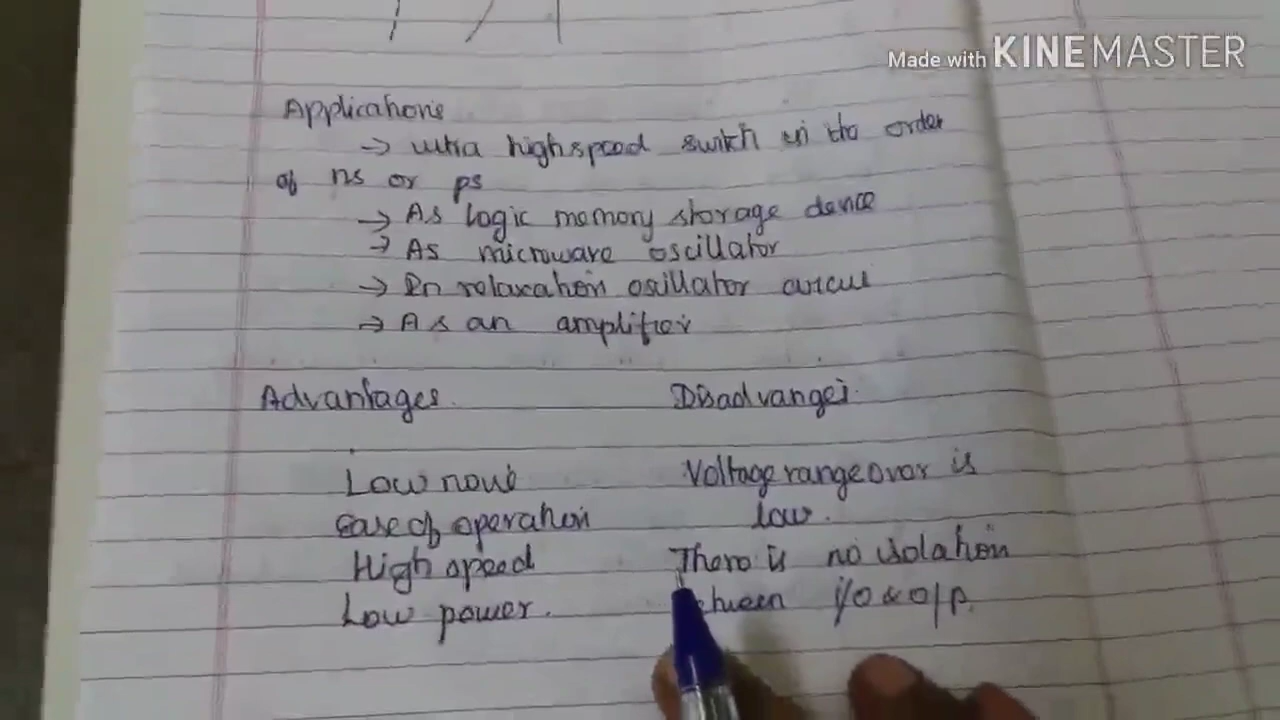 Made with KINEMASTER
Applications
→ ultra highspeed switch in the order
of ns or ps
→ As logic memory storage device
→ As microwave oscillator
→ In relaxation oscillator circuit
→ As an amplifier
Advantages. Disadvanges.
Low noise Voltage range over is
Ease of operation low.
High speed There is no isolation
Low power. between i/o & o/p.